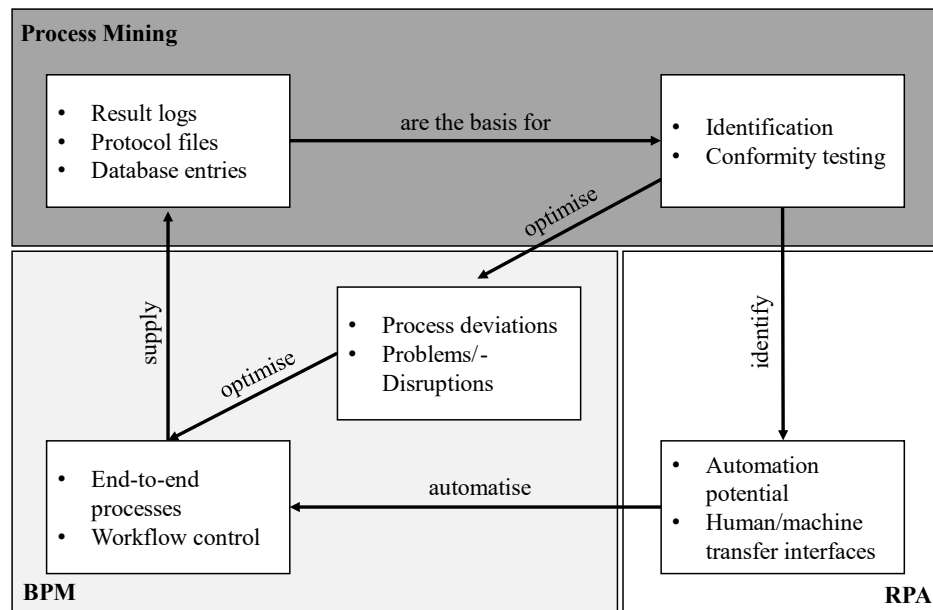 Process Mining
• Result logs
• Protocol files
• Database entries
are the basis for
• Identification
• Conformity testing
optimise
supply
• Process deviations
• Problems/-
Disruptions
identify
optimise
• End-to-end
processes
• Workflow control
automatise
• Automation
potential
• Human/machine
transfer interfaces
BPM
RPA